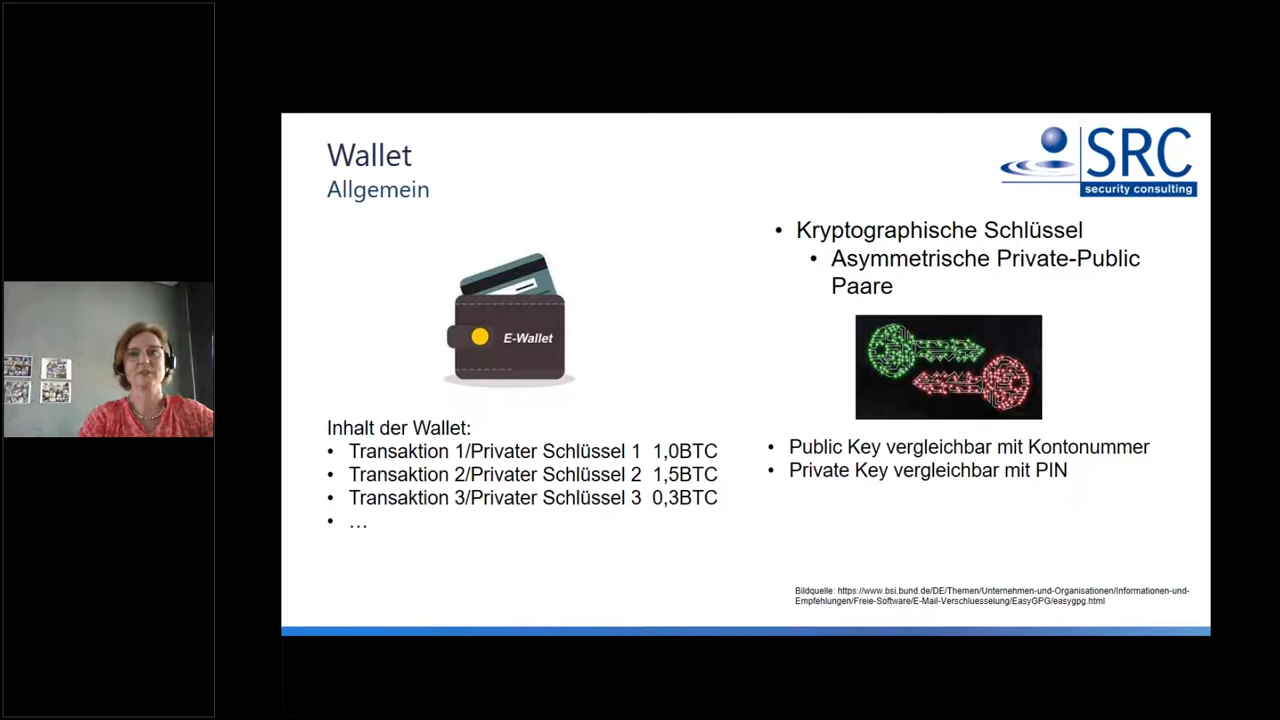 Wallet
Allgemein
SRC
security consulting
E-Wallet
Inhalt der Wallet:
• Transaktion 1/Privater Schlüssel 1 1,0BTC
• Transaktion 2/Privater Schlüssel 2 1,5BTC
• Transaktion 3/Privater Schlüssel 3 0,3BTC
• …
• Kryptographische Schlüssel
• Asymmetrische Private-Public
Paare
• Public Key vergleichbar mit Kontonummer
• Private Key vergleichbar mit PIN
Bildquelle: https://www.bsi.bund.de/DE/Themen/Unternehmen-und-Organisationen/Informationen-und-
Empfehlungen/Freie-Software/E-Mail-Verschluesselung/EasyGPG/easygpg.html